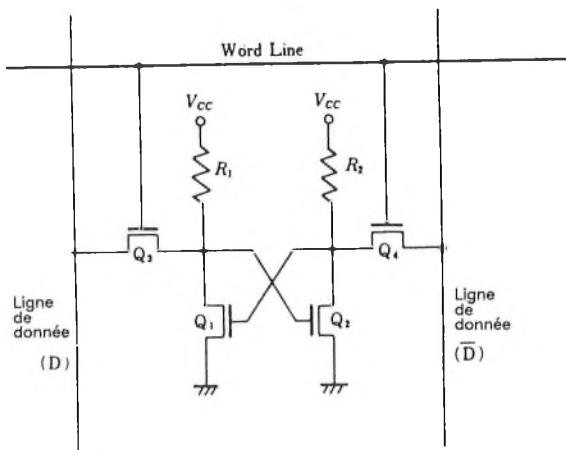 Word Line
VCC
VCC
R1
R2
Q3
Q4
Q1
Q2
Ligne
de
donnée
(D)
Ligne
de
donnée
(D̅)